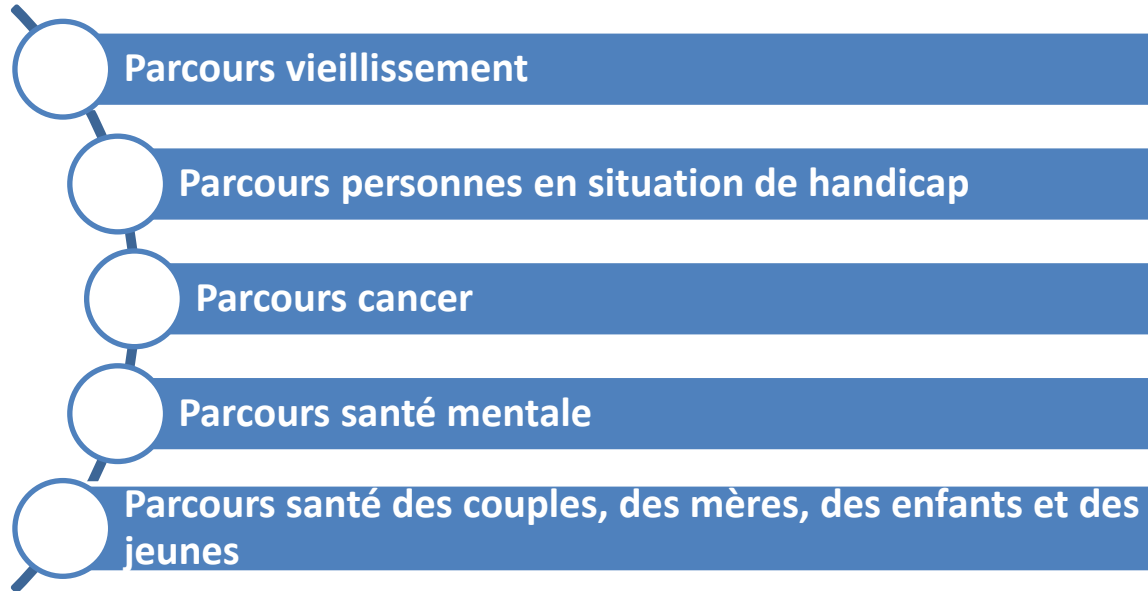 Parcours vieillissement
Parcours personnes en situation de handicap
Parcours cancer
Parcours santé mentale
Parcours santé des couples, des mères, des enfants et des
jeunes